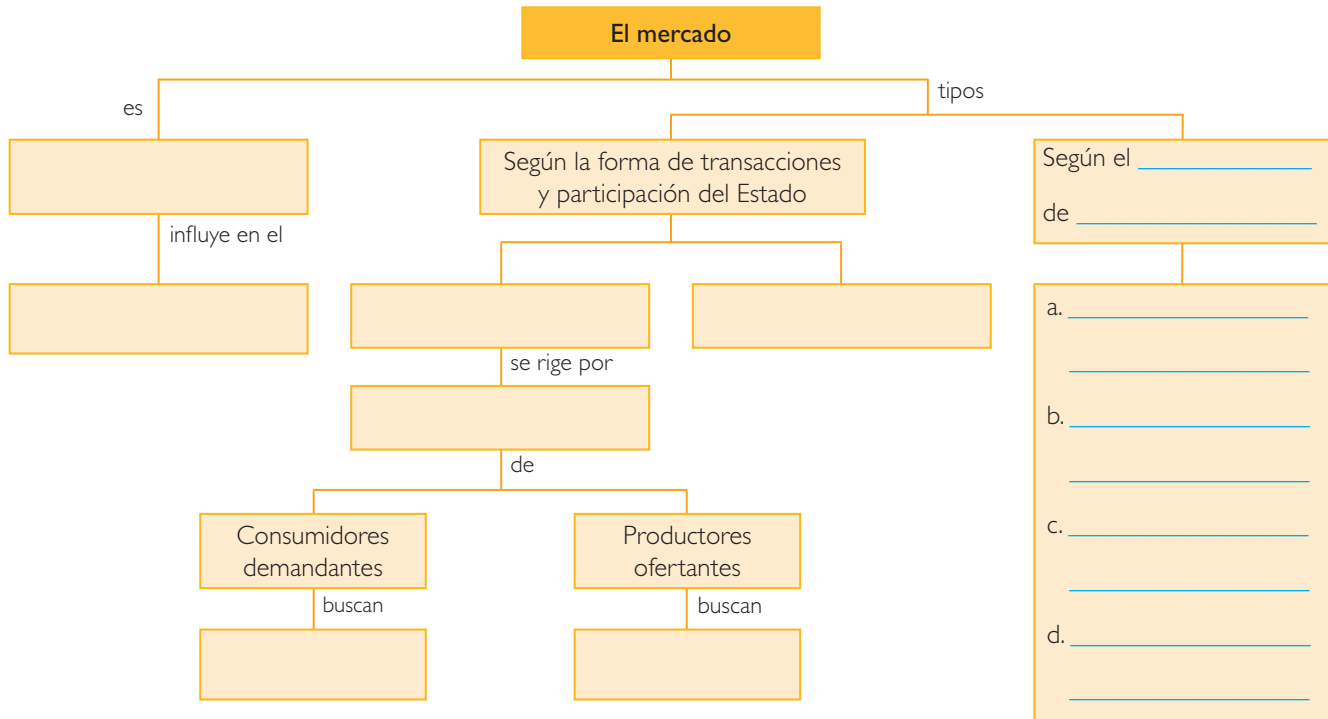 El mercado
es
tipos
Según la forma de transacciones
y participación del Estado
Según el
de
influye en el
a.
se rige por
b.
de
c.
Consumidores
demandantes
Productores
ofertantes
buscan
buscan
d.